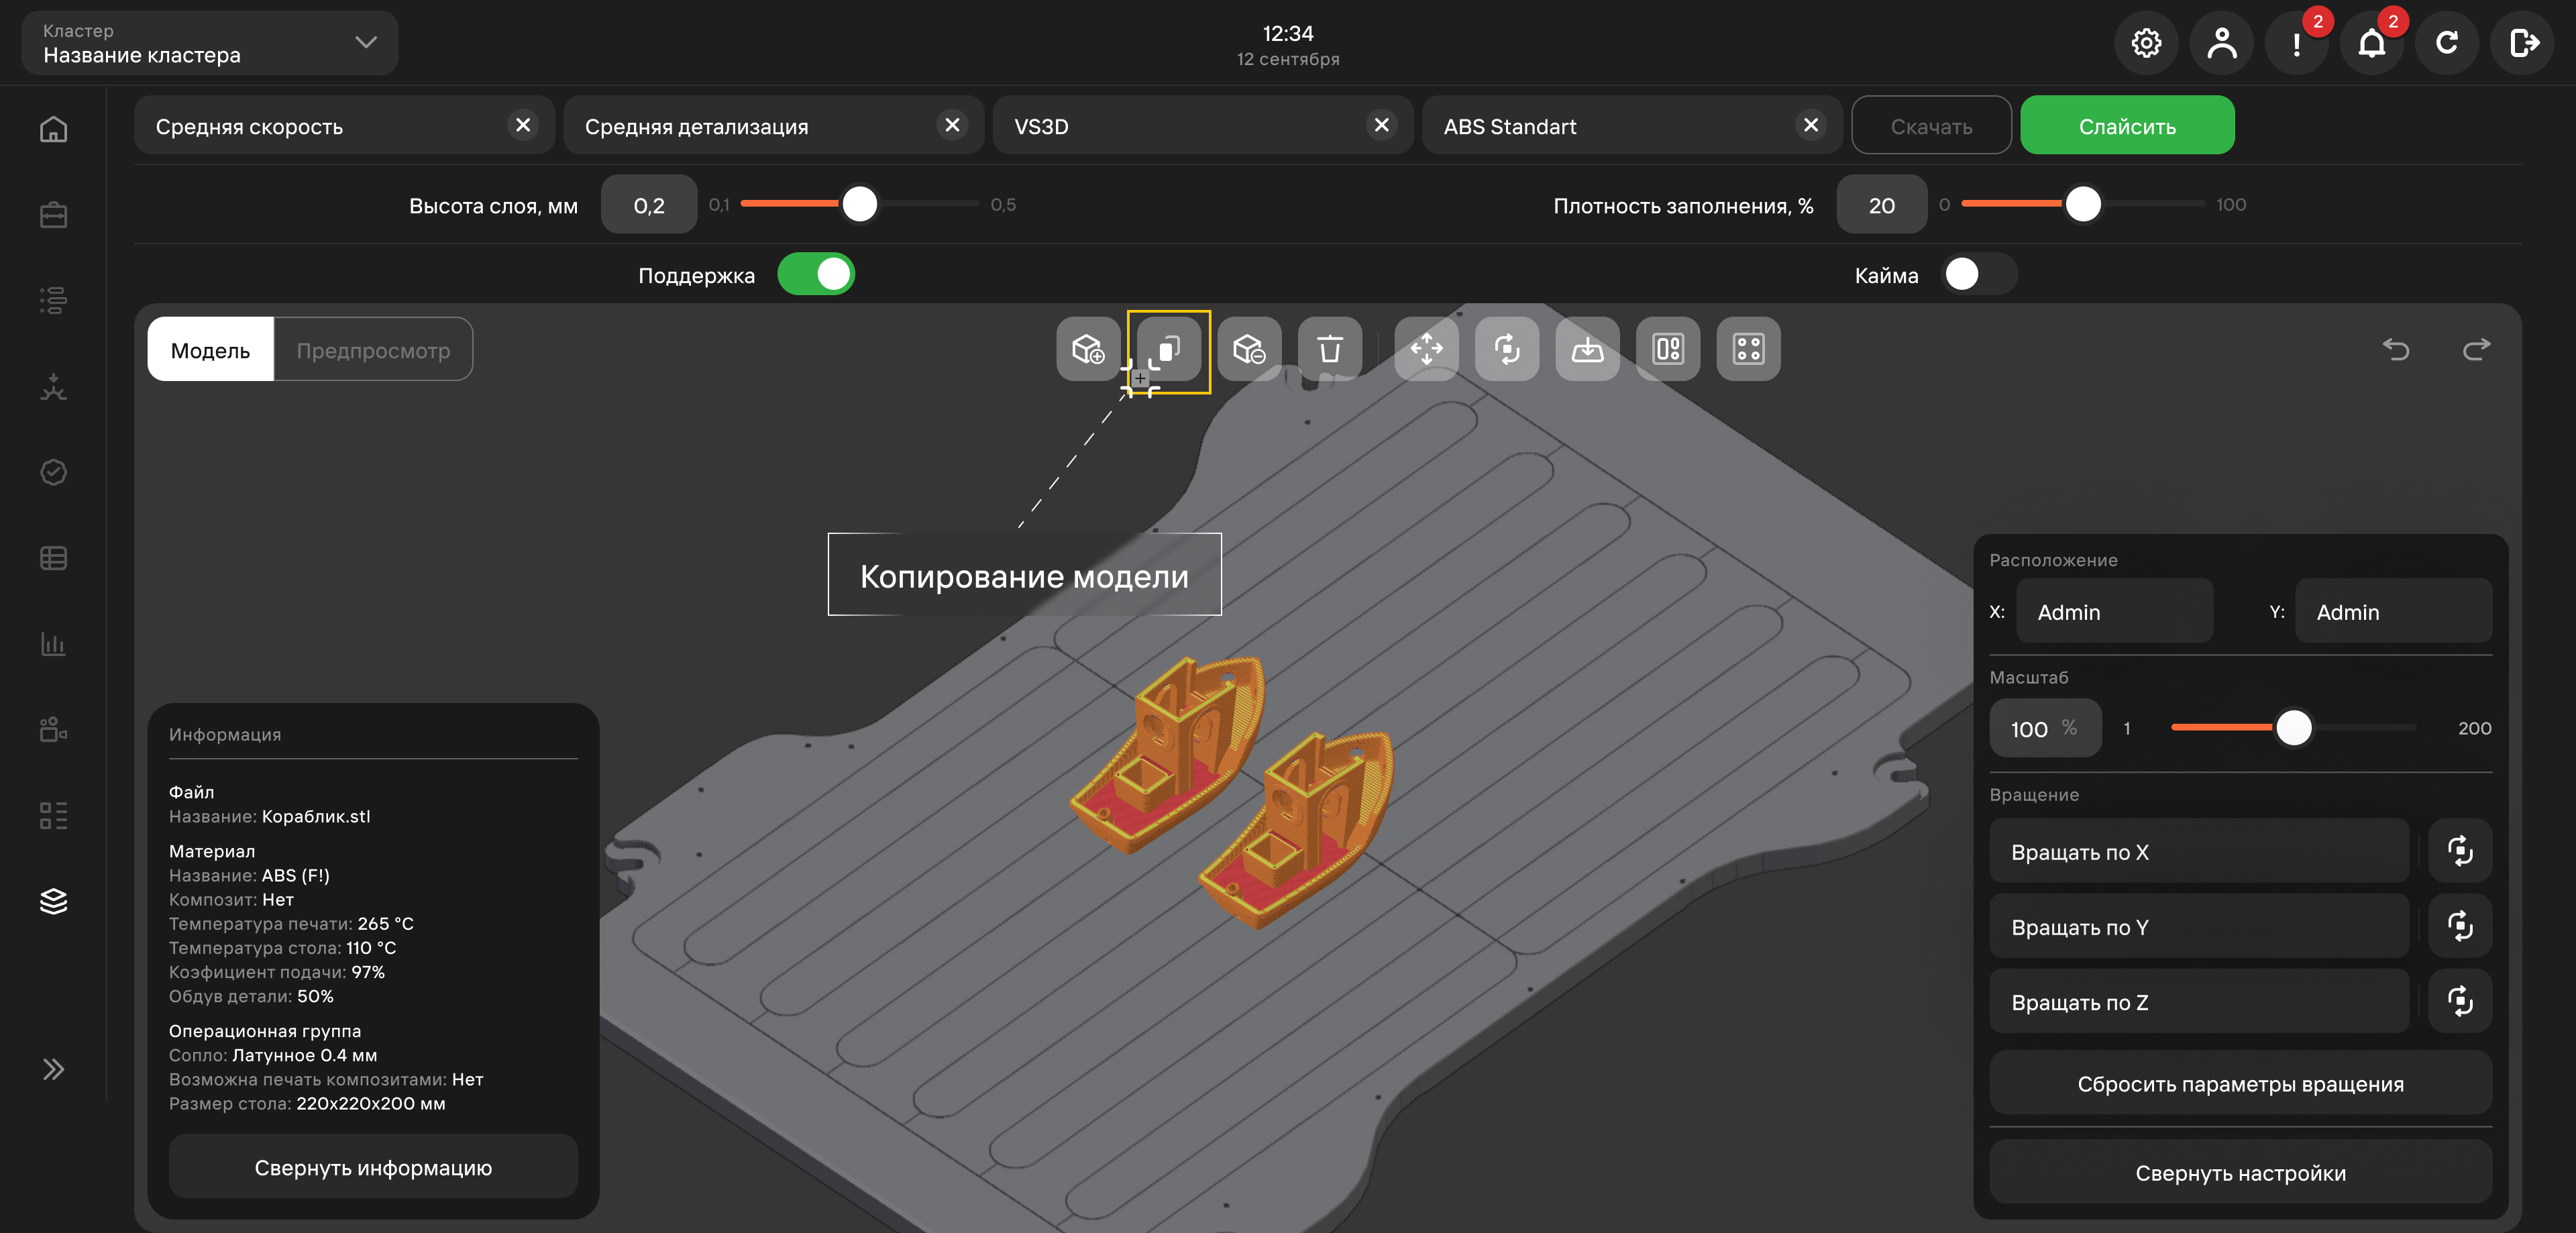 Кластер
Название кластера
12:34
12 сентября
2
2
Средняя скорость
Средняя детализация
VS3D
ABS Standart
Скачать
Слайсить
Высота слоя, мм
0,2
0,1
0,5
Плотность заполнения, %
20
0
100
Поддержка
Кайма
Модель
Предпросмотр
Копирование модели
Расположение
X:
Admin
Y:
Admin
Масштаб
100 %
1
200
Вращение
Вращать по X
Вращать по Y
Вращать по Z
Сбросить параметры вращения
Свернуть настройки
Информация
Файл
Название: Кораблик.stl
Материал
Название: ABS (F!)
Композит: Нет
Температура печати: 265 °C
Температура стола: 110 °C
Коэфициент подачи: 97%
Обдув детали: 50%
Операционная группа
Сопло: Латунное 0.4 мм
Возможна печать композитами: Нет
Размер стола: 220x220x200 мм
Свернуть информацию